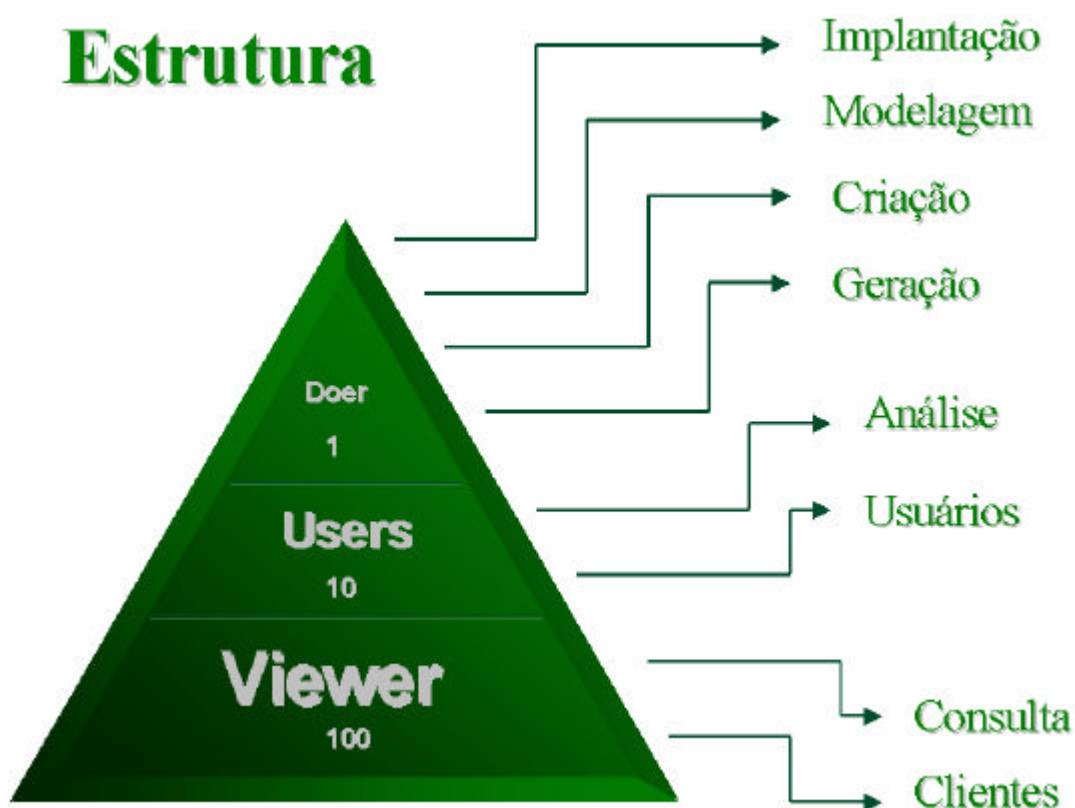 Estrutura
Implantação
Modelagem
Criação
Geração
Doer
1
Análise
Users
10
Usuários
Viewer
100
Consulta
Clientes